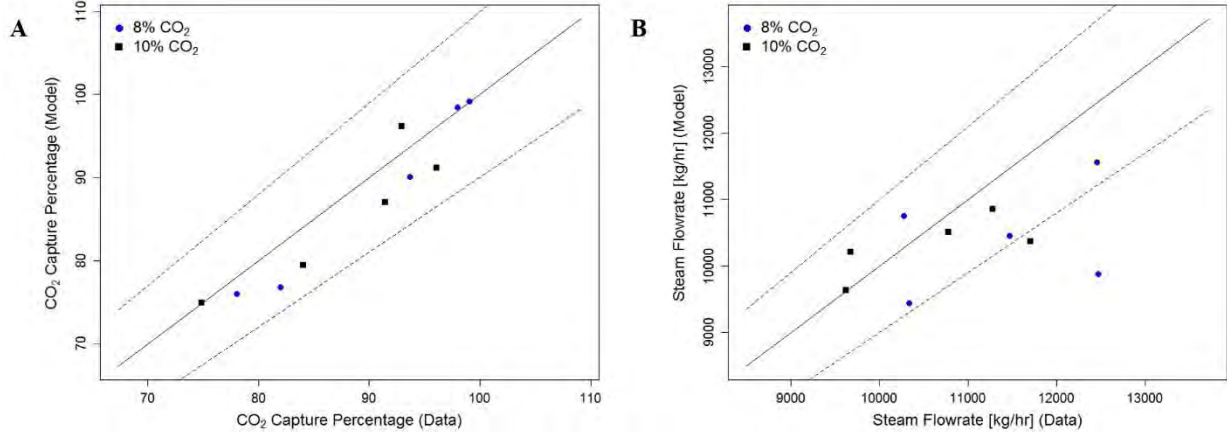 A
8% CO₂
10% CO₂
CO₂ Capture Percentage (Model)
110
100
90
80
70
70 80 90 100 110
CO₂ Capture Percentage (Data)
B
8% CO₂
10% CO₂
Steam Flowrate [kg/hr] (Model)
13000
12000
11000
10000
9000
9000 10000 11000 12000 13000
Steam Flowrate [kg/hr] (Data)